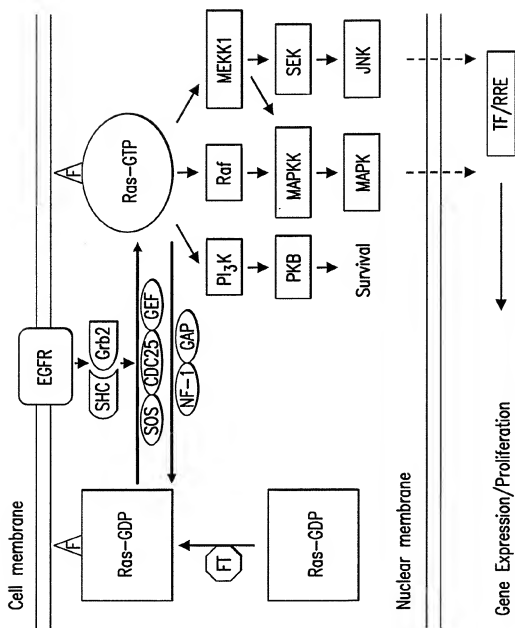 Cell membrane
EGFR
F
F
SHC Grb2
Ras-GDP
Ras-GTP
SOS CDC25 GEF
NF-1 GAP
FT
Ras-GDP
PI3K
Raf
MEKK1
PKB
MAPKK
SEK
Survival
MAPK
JNK
Nuclear membrane
Gene Expression/Proliferation
TF/RRE